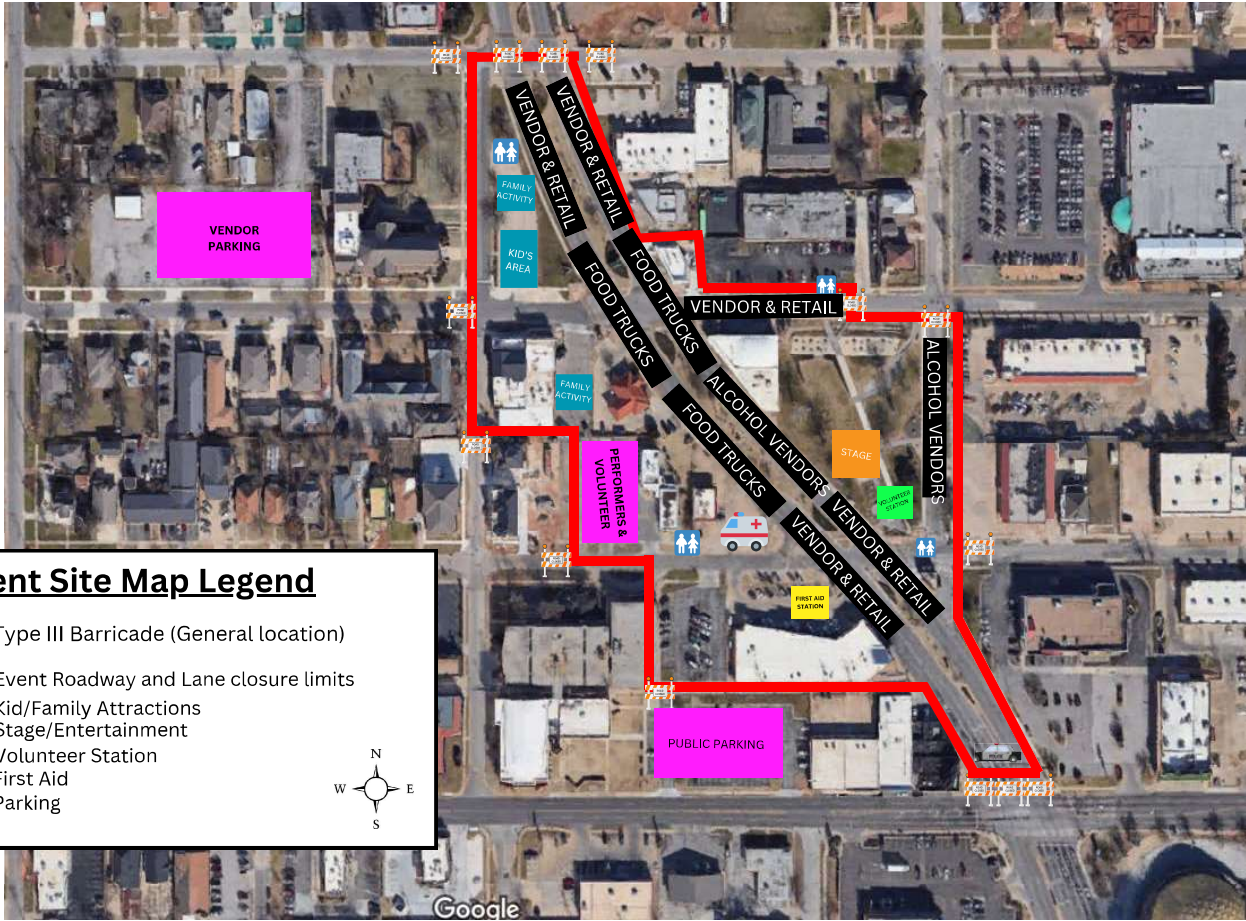 VENDOR & RETAIL
VENDOR & RETAIL
FAMILY
ACTIVITY
VENDOR
PARKING
KID'S
AREA
FOOD TRUCKS
FOOD TRUCKS
VENDOR & RETAIL
ALCOHOL VENDORS
FAMILY
ACTIVITY
ALCOHOL VENDORS
FOOD TRUCKS
STAGE
PERFORMERS &
VOLUNTEER
VOLUNTEER
STATION
VENDOR & RETAIL
VENDOR & RETAIL
FIRST AID
STATION
ent Site Map Legend
Type III Barricade (General location)
Event Roadway and Lane closure limits
Kid/Family Attractions
Stage/Entertainment
Volunteer Station
First Aid
Parking
N
W E
S
PUBLIC PARKING
POLICE
Google